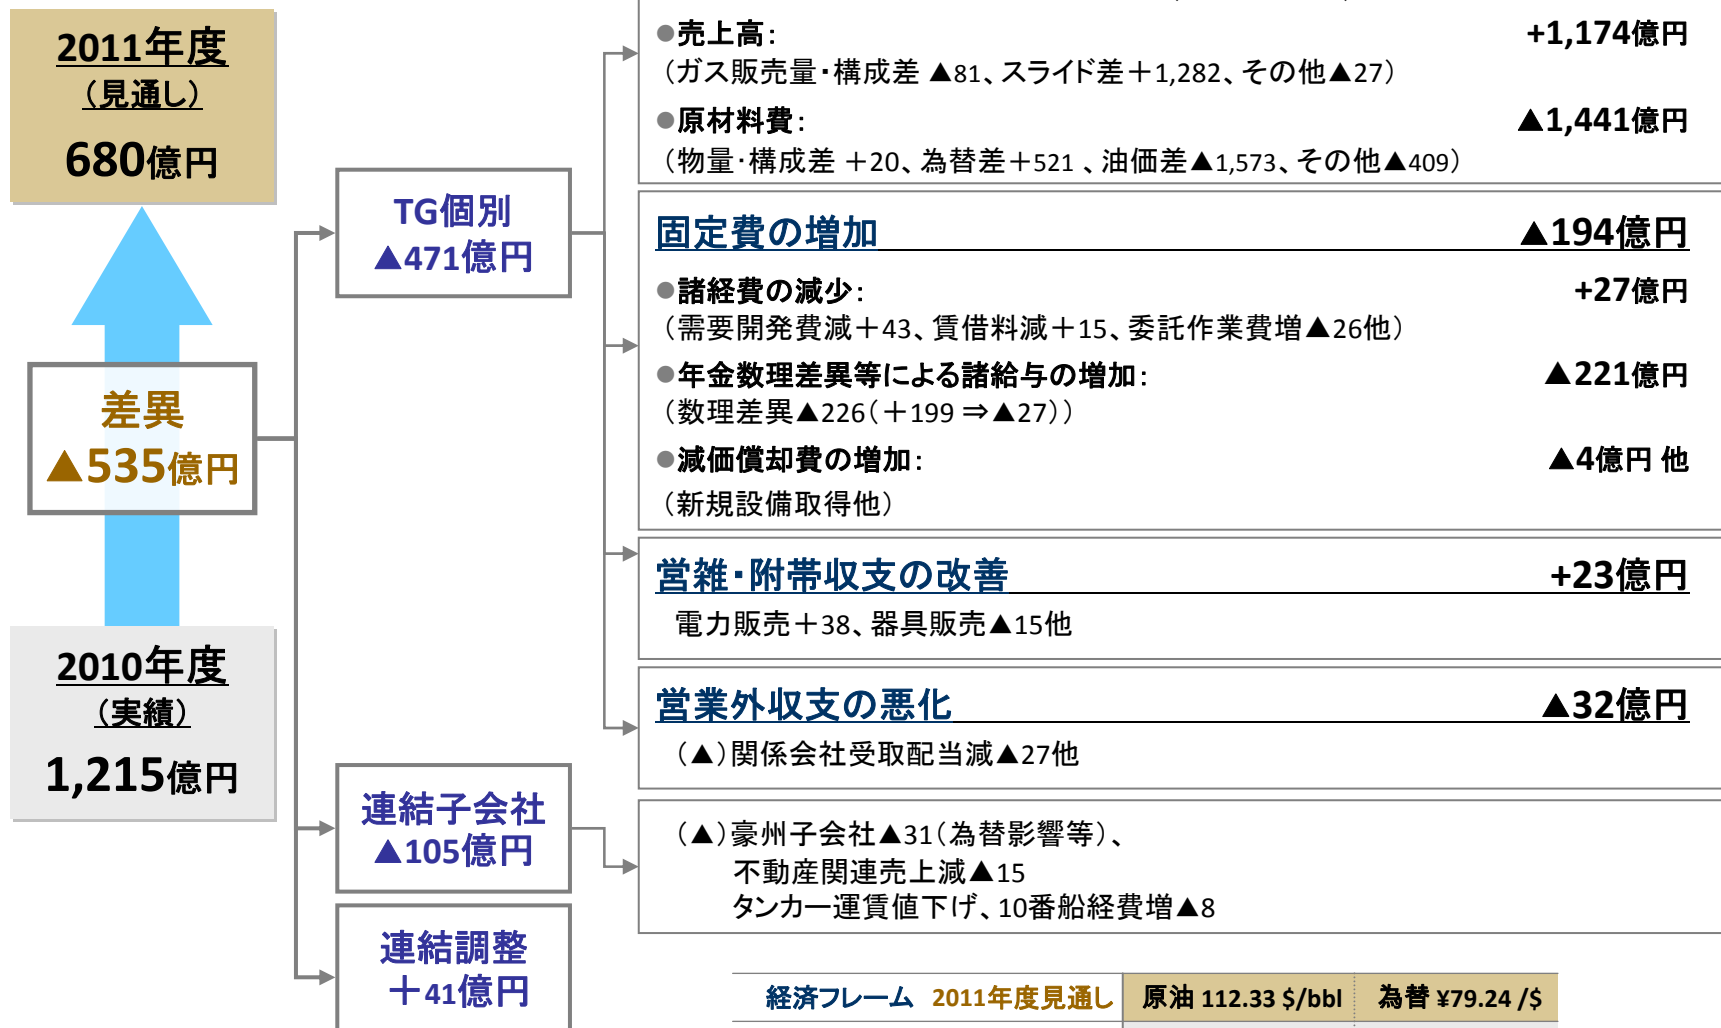 2011年度
（見通し）
680億円
差異
▲535億円
2010年度
（実績）
1,215億円
TG個別
▲471億円
連結子会社
▲105億円
連結調整
＋41億円
●売上高： +1,174億円
（ガス販売量・構成差 ▲81、スライド差＋1,282、その他▲27）
●原材料費： ▲1,441億円
（物量・構成差 ＋20、為替差＋521 、油価差▲1,573、その他▲409）
固定費の増加 ▲194億円
●諸経費の減少： +27億円
（需要開発費減＋43、賃借料減＋15、委託作業費増▲26他）
●年金数理差異等による諸給与の増加： ▲221億円
（数理差異▲226（＋199 ⇒▲27））
●減価償却費の増加： ▲4億円 他
（新規設備取得他）
営雑・附帯収支の改善 +23億円
電力販売＋38、器具販売▲15他
営業外収支の悪化 ▲32億円
（▲）関係会社受取配当減▲27他
（▲）豪州子会社▲31（為替影響等）、
不動産関連売上減▲15
タンカー運賃値下げ、10番船経費増▲8
経済フレーム 2011年度見通し 原油 112.33 $/bbl 為替 ¥79.24 /$